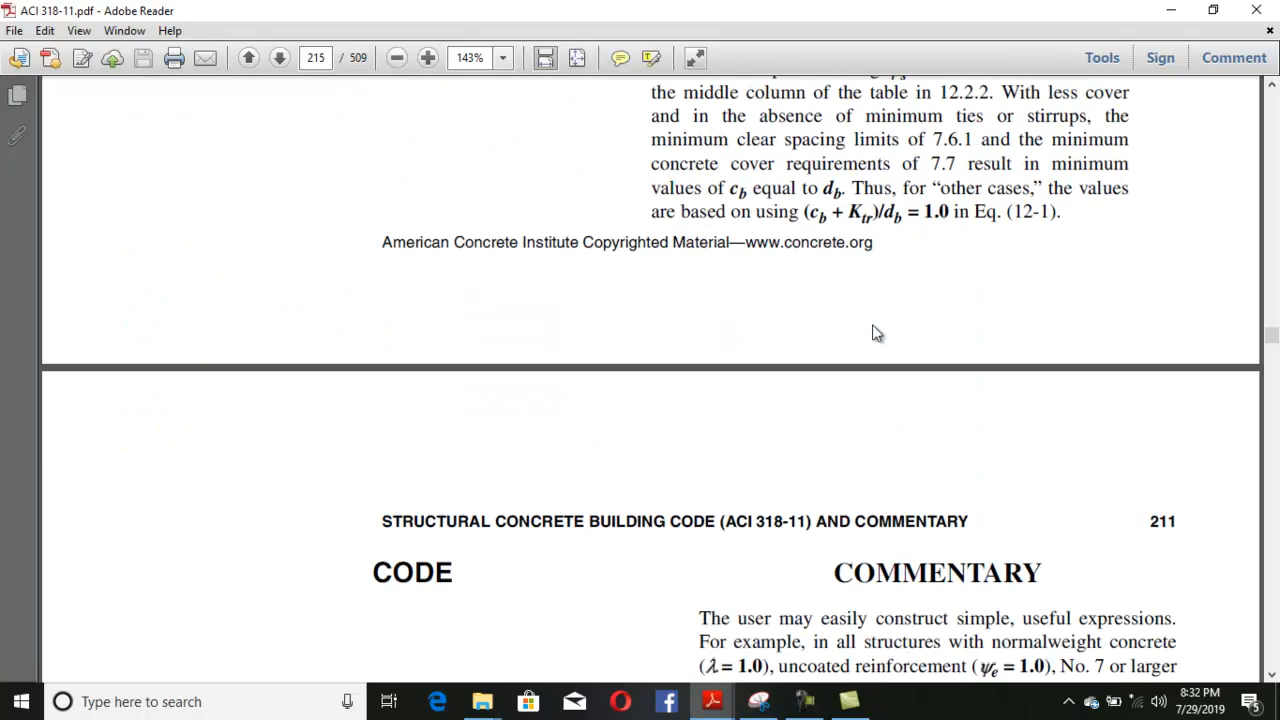 ACI 318-11.pdf - Adobe Reader
File Edit View Window Help
215 / 509 143% Tools Sign Comment
the middle column of the table in 12.2.2. With less cover
and in the absence of minimum ties or stirrups, the
minimum clear spacing limits of 7.6.1 and the minimum
concrete cover requirements of 7.7 result in minimum
values of cb equal to db. Thus, for “other cases,” the values
are based on using (cb + Ktr)/db = 1.0 in Eq. (12-1).
American Concrete Institute Copyrighted Material—www.concrete.org
STRUCTURAL CONCRETE BUILDING CODE (ACI 318-11) AND COMMENTARY 211
CODE COMMENTARY
The user may easily construct simple, useful expressions.
For example, in all structures with normalweight concrete
(λ = 1.0), uncoated reinforcement (ψe = 1.0), No. 7 or larger
Type here to search
8:32 PM
7/29/2019
5